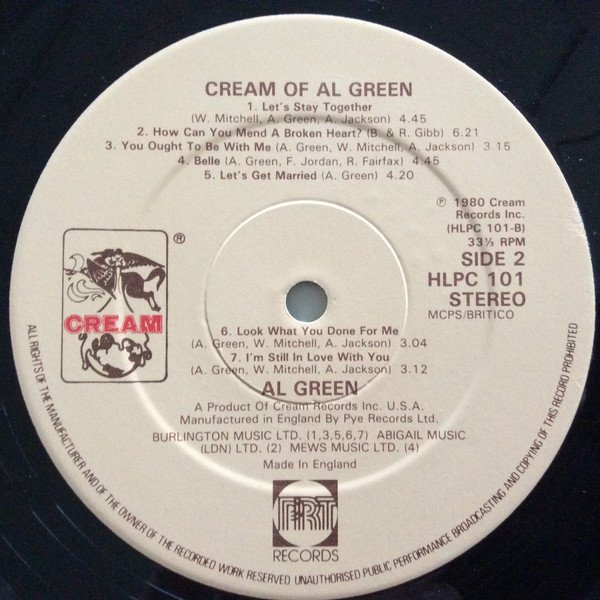 CREAM OF AL GREEN
1. Let's Stay Together
(W. Mitchell, A. Green, A. Jackson) 4.45
2. How Can You Mend A Broken Heart? (B. & R. Gibb) 6.21
3. You Ought To Be With Me (A. Green, W. Mitchell, A. Jackson) 3.15
4. Belle (A. Green, F. Jordan, R. Fairfax) 4.45
5. Let's Get Married (A. Green) 4.20
℗ 1980 Cream
Records Inc.
(HLPC 101-B)
33⅓ RPM
SIDE 2
HLPC 101
STEREO
MCPS/BRITICO
®
CREAM
6. Look What You Done For Me
(A. Green, W. Mitchell, A. Jackson) 3.04
7. I'm Still In Love With You
(A. Green, W. Mitchell, A. Jackson) 3.12
AL GREEN
A Product Of Cream Records Inc. U.S.A.
Manufactured in England By Pye Records Ltd.
BURLINGTON MUSIC LTD. (1,3,5,6,7) ABIGAIL MUSIC
(LDN) LTD. (2) MEWS MUSIC LTD. (4)
Made In England
PRT
RECORDS
ALL RIGHTS OF THE MANUFACTURER AND OF THE OWNER OF THE RECORDED WORK RESERVED UNAUTHORISED PUBLIC PERFORMANCE BROADCASTING AND COPYING OF THIS RECORD PROHIBITED